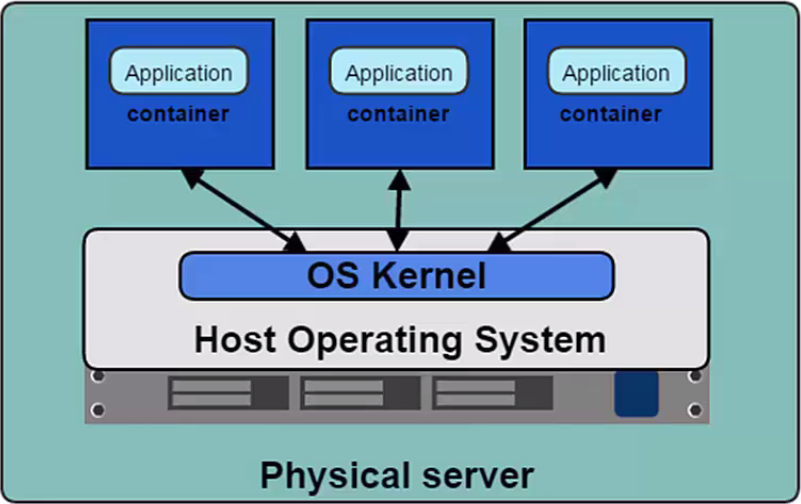 Application
container
Application
container
Application
container
OS Kernel
Host Operating System
Physical server